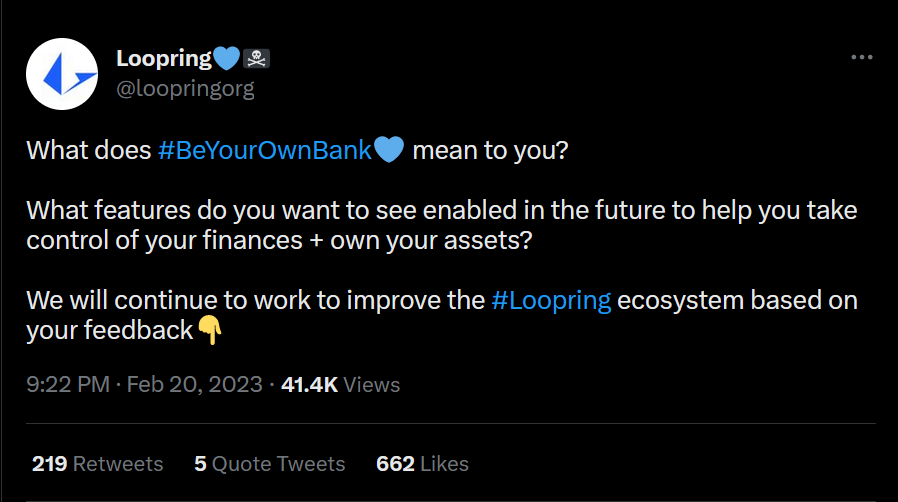 Loopring💙🏴‍☠️
@loopringorg
What does #BeYourOwnBank💙 mean to you?
What features do you want to see enabled in the future to help you take
control of your finances + own your assets?
We will continue to work to improve the #Loopring ecosystem based on
your feedback👇
9:22 PM · Feb 20, 2023 · 41.4K Views
219 Retweets 5 Quote Tweets 662 Likes